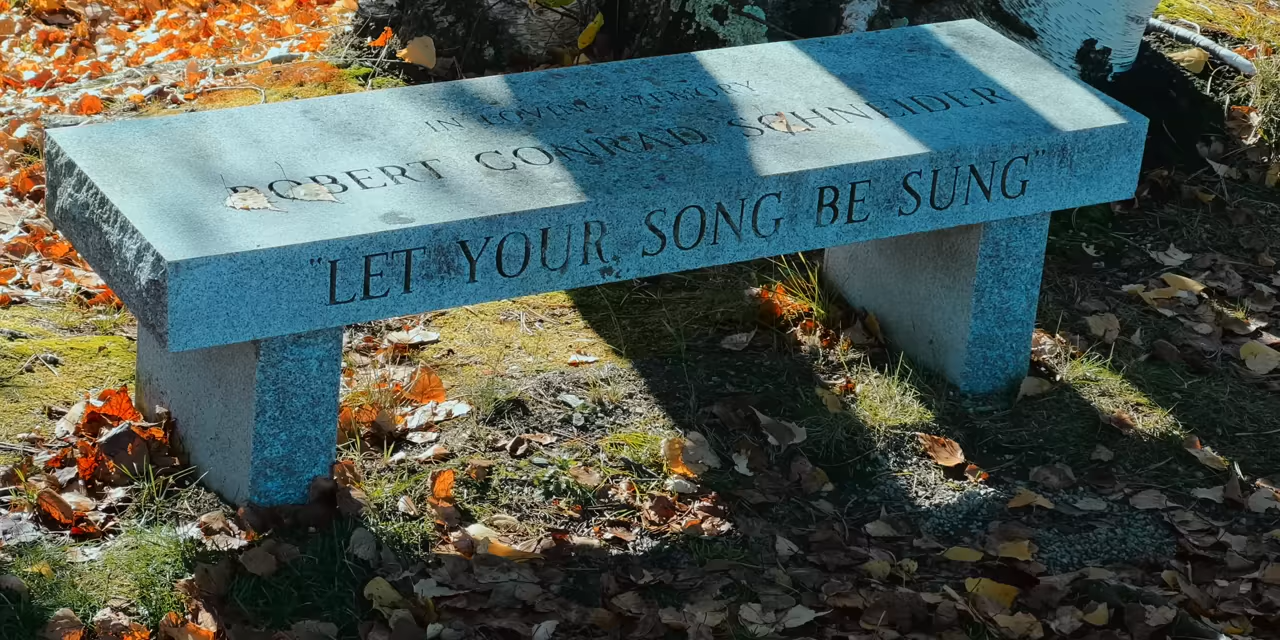 IN LOVING MEMORY
ROBERT CONRAD SCHNEIDER
"LET YOUR SONG BE SUNG"